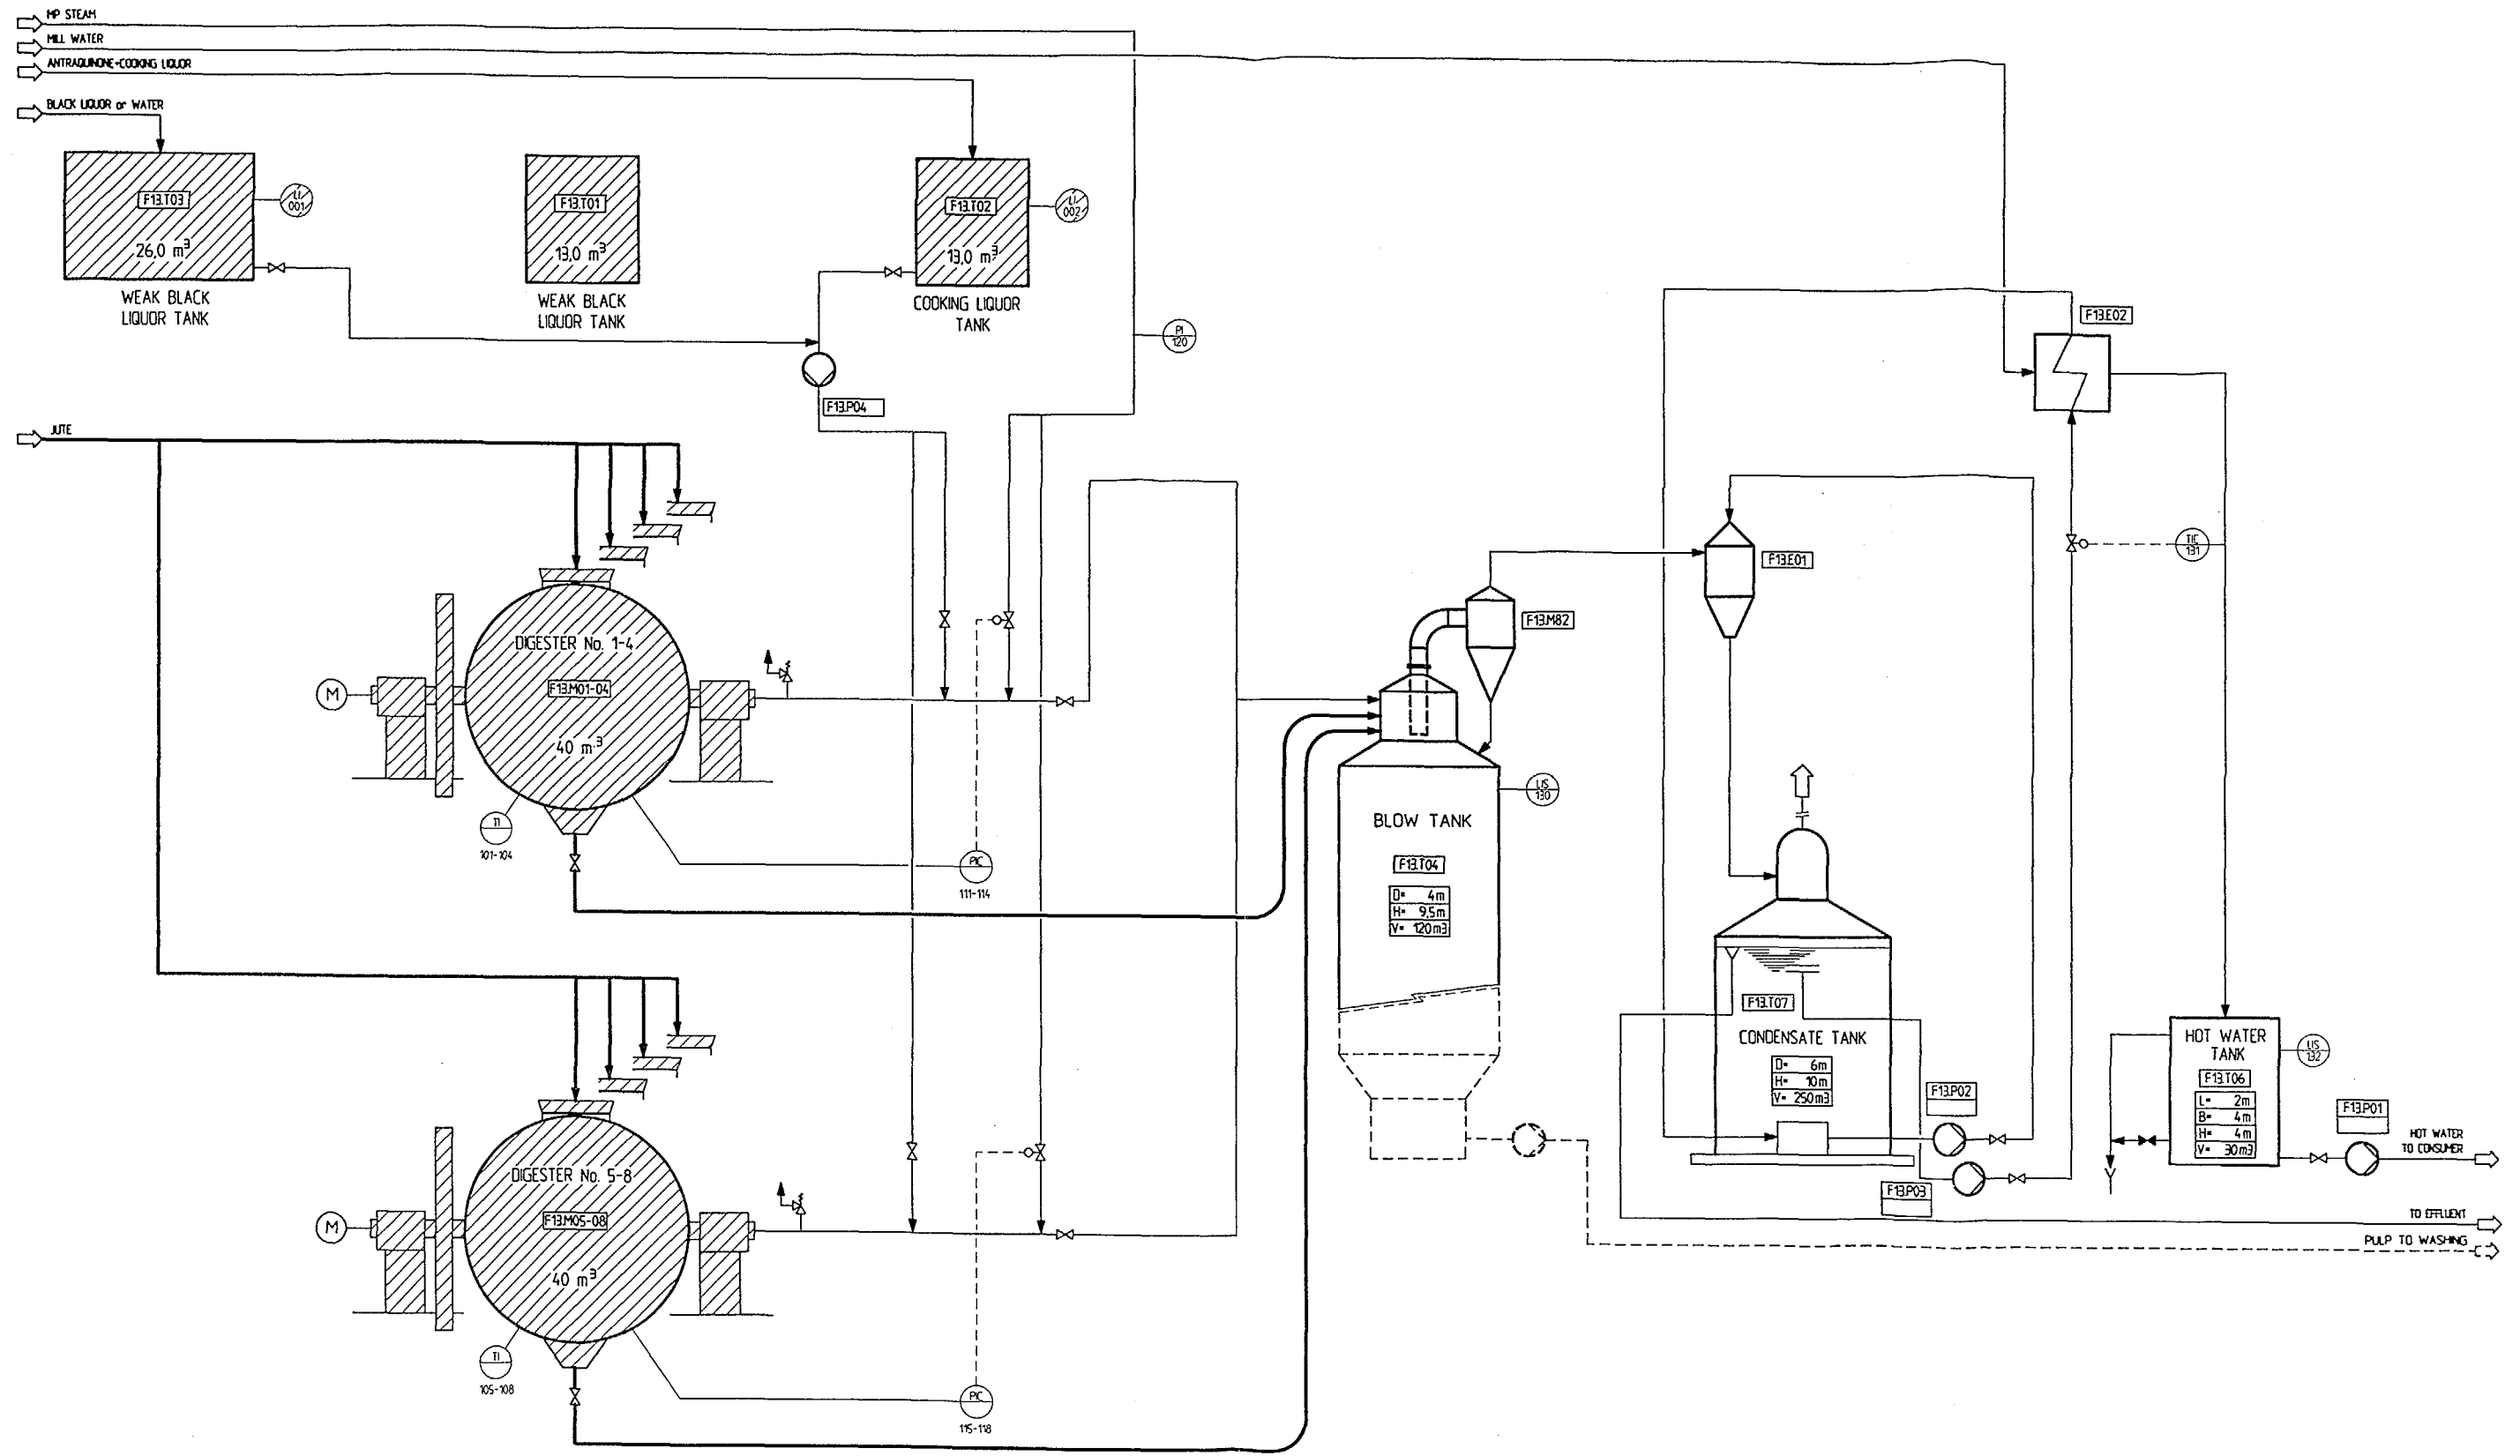 MP STEAM
MILL WATER
ANTRAQUINONE+COOKING LIQUOR
BLACK LIQUOR or WATER
F13.T03
26,0 m³
LI
001
WEAK BLACK
LIQUOR TANK
F13.T01
13,0 m³
WEAK BLACK
LIQUOR TANK
F13.T02
13,0 m³
LI
002
COOKING LIQUOR
TANK
PI
120
F13.P04
F13.E02
JUTE
DIGESTER No. 1-4
F13.M01-04
40 m³
M
TI
101-104
PIC
111-114
F13.E01
F13.M82
TIC
131
LIS
130
BLOW TANK
F13.T04
D= 4m
H= 9,5m
V= 120m3
F13.T07
CONDENSATE TANK
D= 6m
H= 10m
V= 250m3
F13.P02
F13.P03
HOT WATER
TANK
F13.T06
L= 2m
B= 4m
H= 4m
V= 30m3
LIS
132
F13.P01
HOT WATER
TO CONSUMER
TO EFFLUENT
PULP TO WASHING
DIGESTER No. 5-8
F13.M05-08
40 m³
M
TI
105-108
PIC
115-118